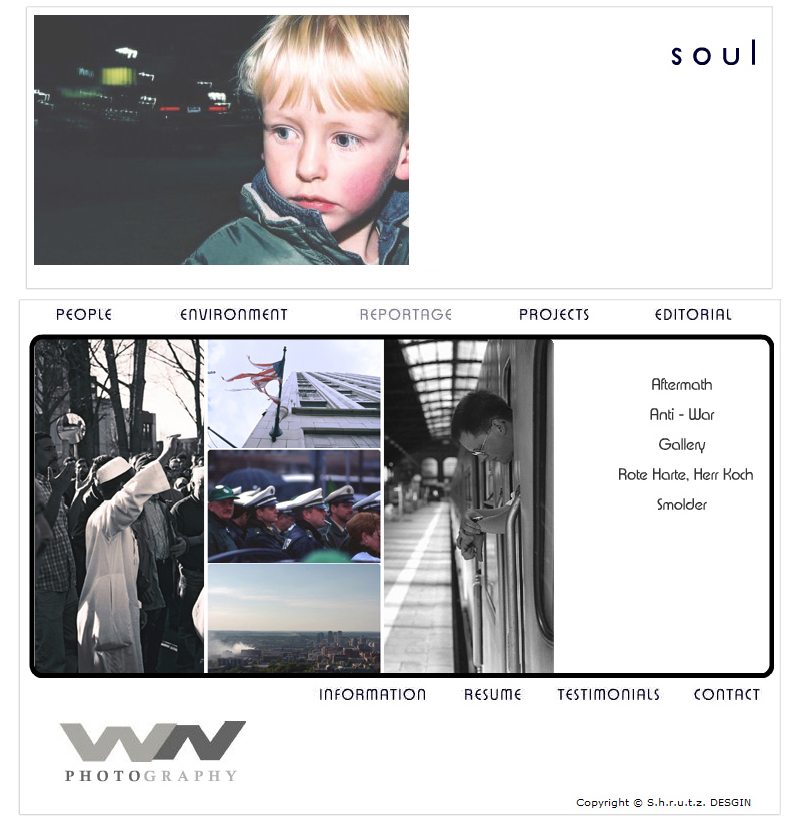 soul
PEOPLE ENVIRONMENT REPORTAGE PROJECTS EDITORIAL
Aftermath
Anti - War
Gallery
Rote Harte, Herr Koch
Smolder
INFORMATION RESUME TESTIMONIALS CONTACT
WN
PHOTOGRAPHY
Copyright © S.h.r.u.t.z. DESGIN